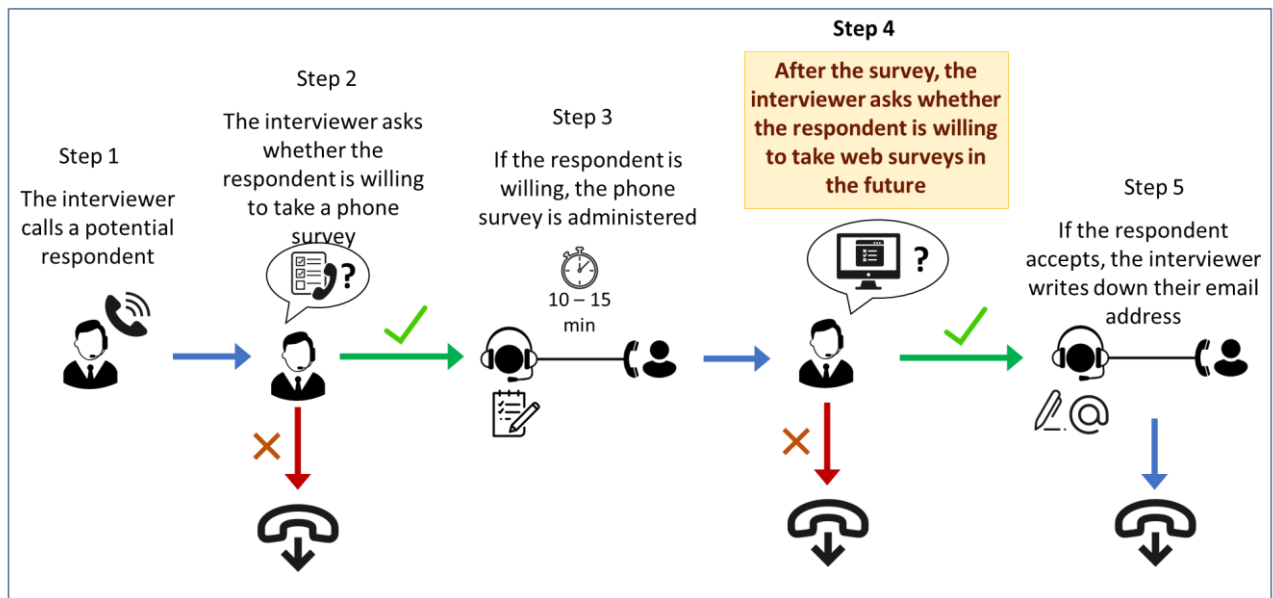 Step 1
The interviewer
calls a potential
respondent
Step 2
The interviewer asks
whether the
respondent is willing
to take a phone
survey
?
Step 3
If the respondent is
willing, the phone
survey is administered
10 – 15
min
Step 4
After the survey, the
interviewer asks whether
the respondent is willing
to take web surveys in
the future
?
Step 5
If the respondent
accepts, the interviewer
writes down their email
address
@